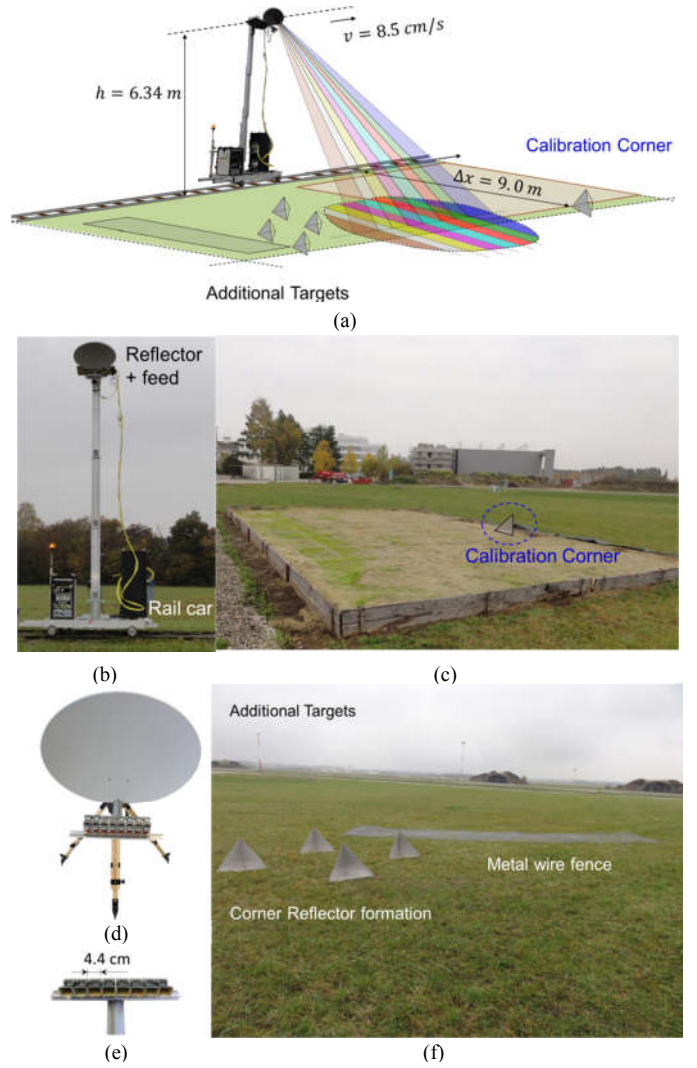 v = 8.5 cm/s
h = 6.34 m
Calibration Corner
Δx = 9.0 m
Additional Targets
(a)
Reflector
+ feed
Rail car
Calibration Corner
(b)
(c)
Additional Targets
Metal wire fence
Corner Reflector formation
(d)
4.4 cm
(e)
(f)